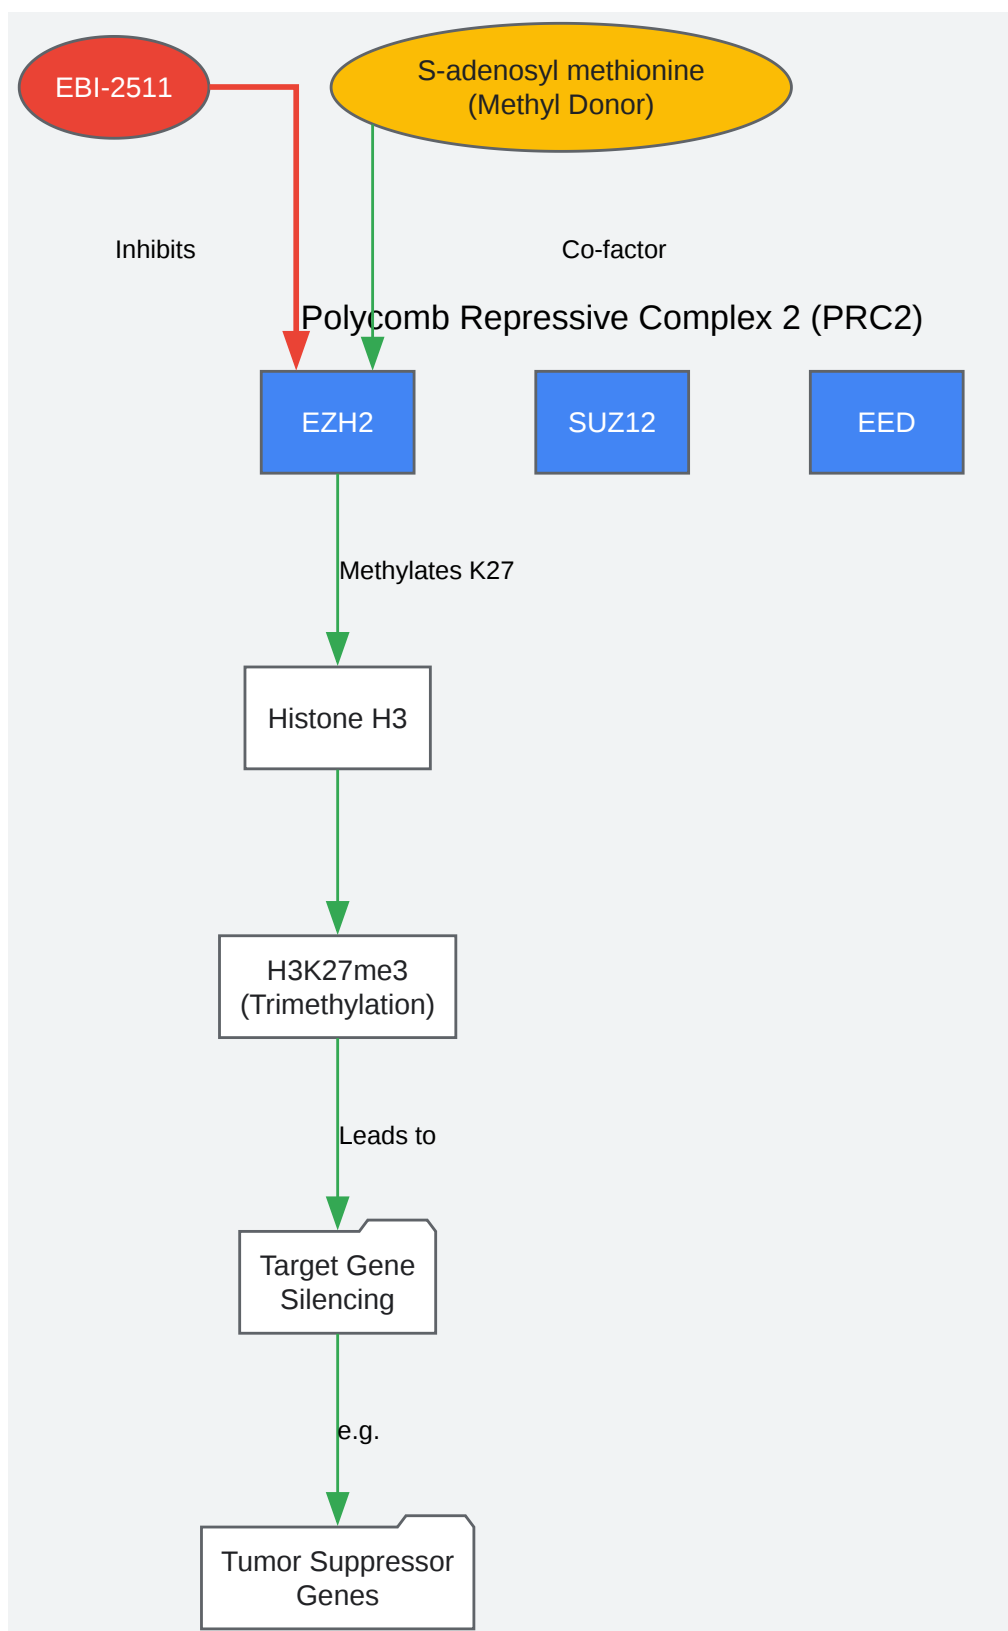 EBI-2511
S-adenosyl methionine
(Methyl Donor)
Inhibits
Co-factor
Polycomb Repressive Complex 2 (PRC2)
EZH2
SUZ12
EED
Methylates K27
Histone H3
H3K27me3
(Trimethylation)
Leads to
Target Gene
Silencing
e.g.
Tumor Suppressor
Genes